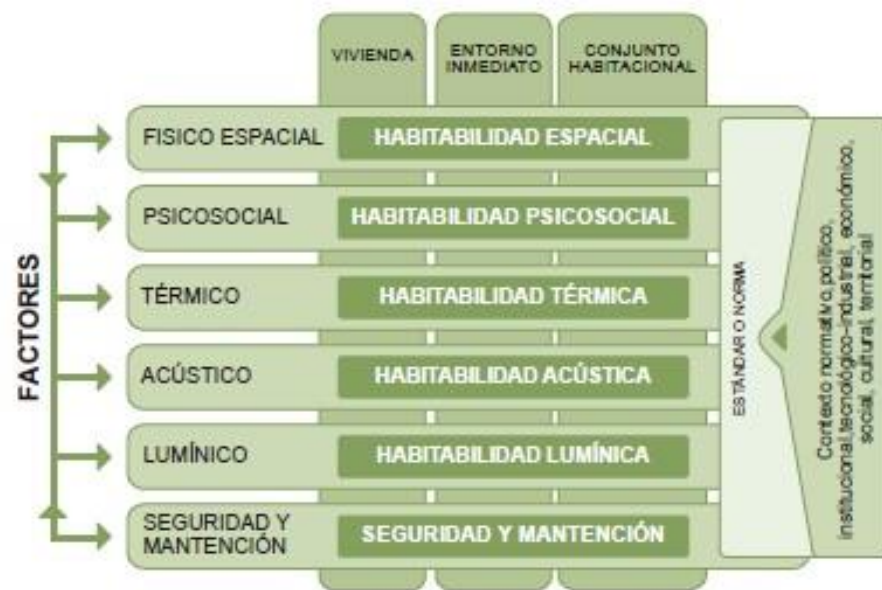 VIVIENDA
ENTORNO
INMEDIATO
CONJUNTO
HABITACIONAL
FACTORES
FISICO ESPACIAL
HABITABILIDAD ESPACIAL
PSICOSOCIAL
HABITABILIDAD PSICOSOCIAL
TÉRMICO
HABITABILIDAD TÉRMICA
ACÚSTICO
HABITABILIDAD ACÚSTICA
LUMÍNICO
HABITABILIDAD LUMÍNICA
SEGURIDAD Y
MANTENCIÓN
SEGURIDAD Y MANTENCIÓN
ESTÁNDAR O NORMA
Contexto normativo, político,
institucional,tecnológico-industrial, económico,
social, cultural, territorial